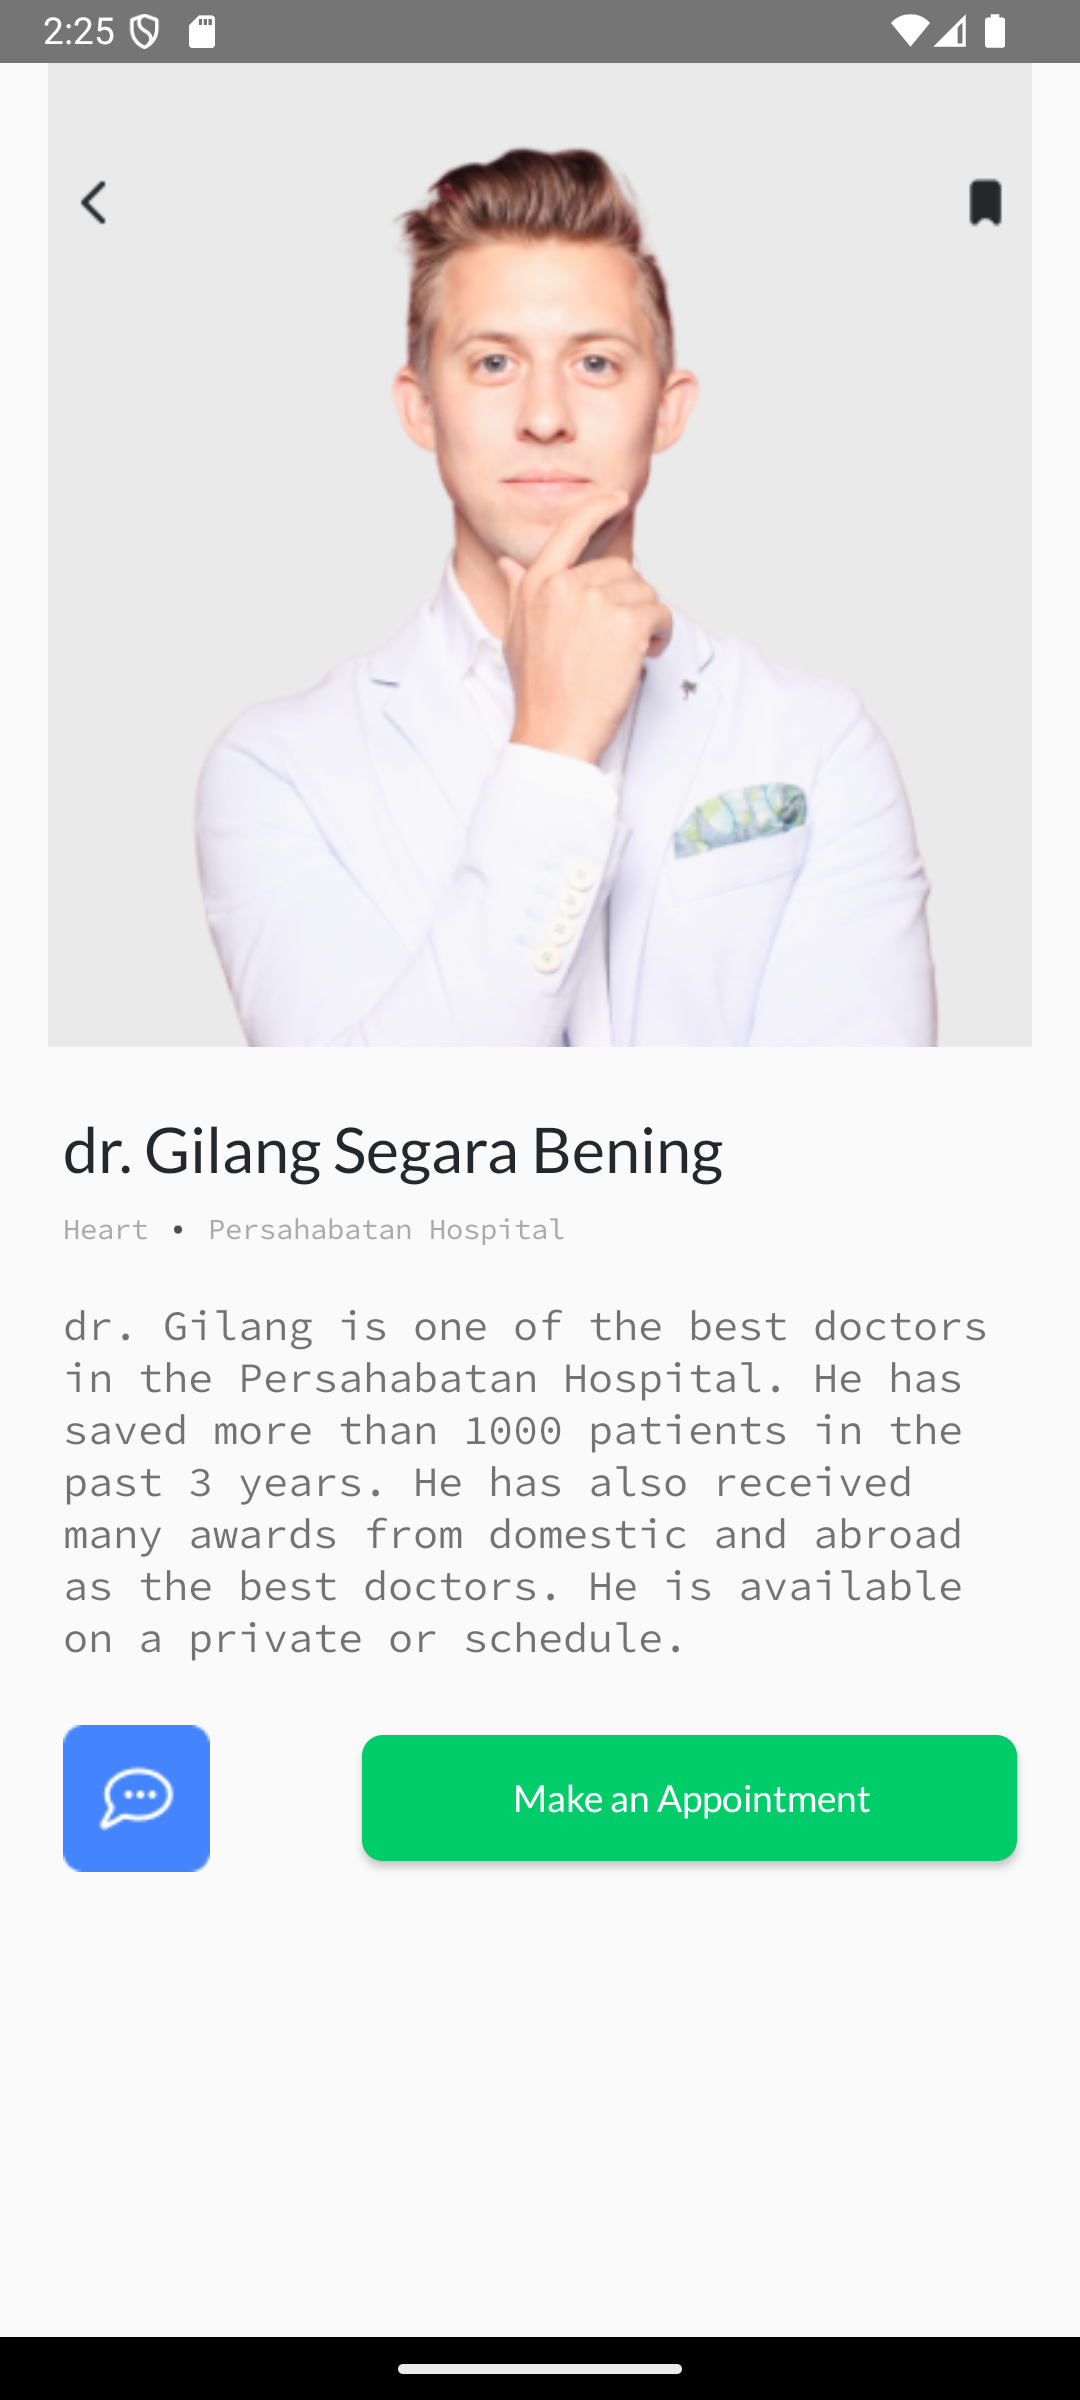 2:25
dr. Gilang Segara Bening
Heart • Persahabatan Hospital
dr. Gilang is one of the best doctors
in the Persahabatan Hospital. He has
saved more than 1000 patients in the
past 3 years. He has also received
many awards from domestic and abroad
as the best doctors. He is available
on a private or schedule.
Make an Appointment